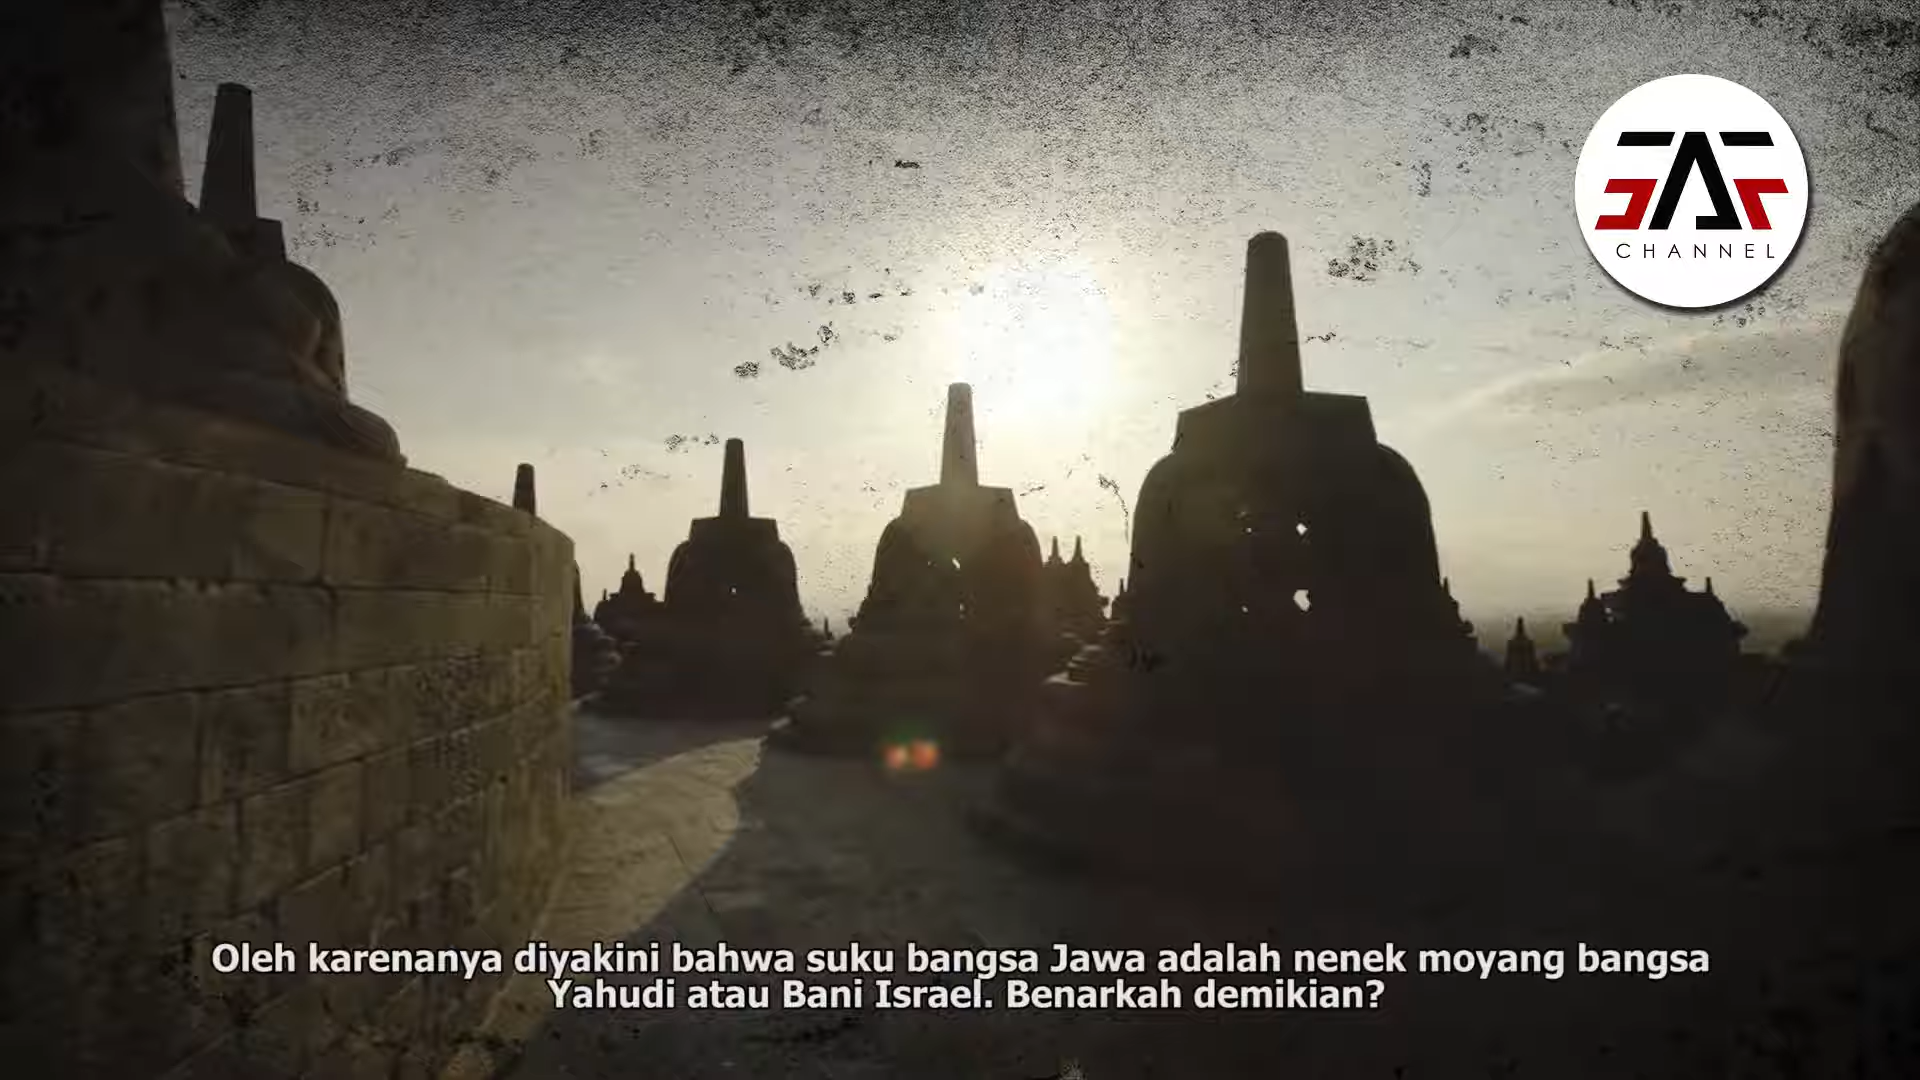 CHANNEL
Oleh karenanya diyakini bahwa suku bangsa Jawa adalah nenek moyang bangsa
Yahudi atau Bani Israel. Benarkah demikian?